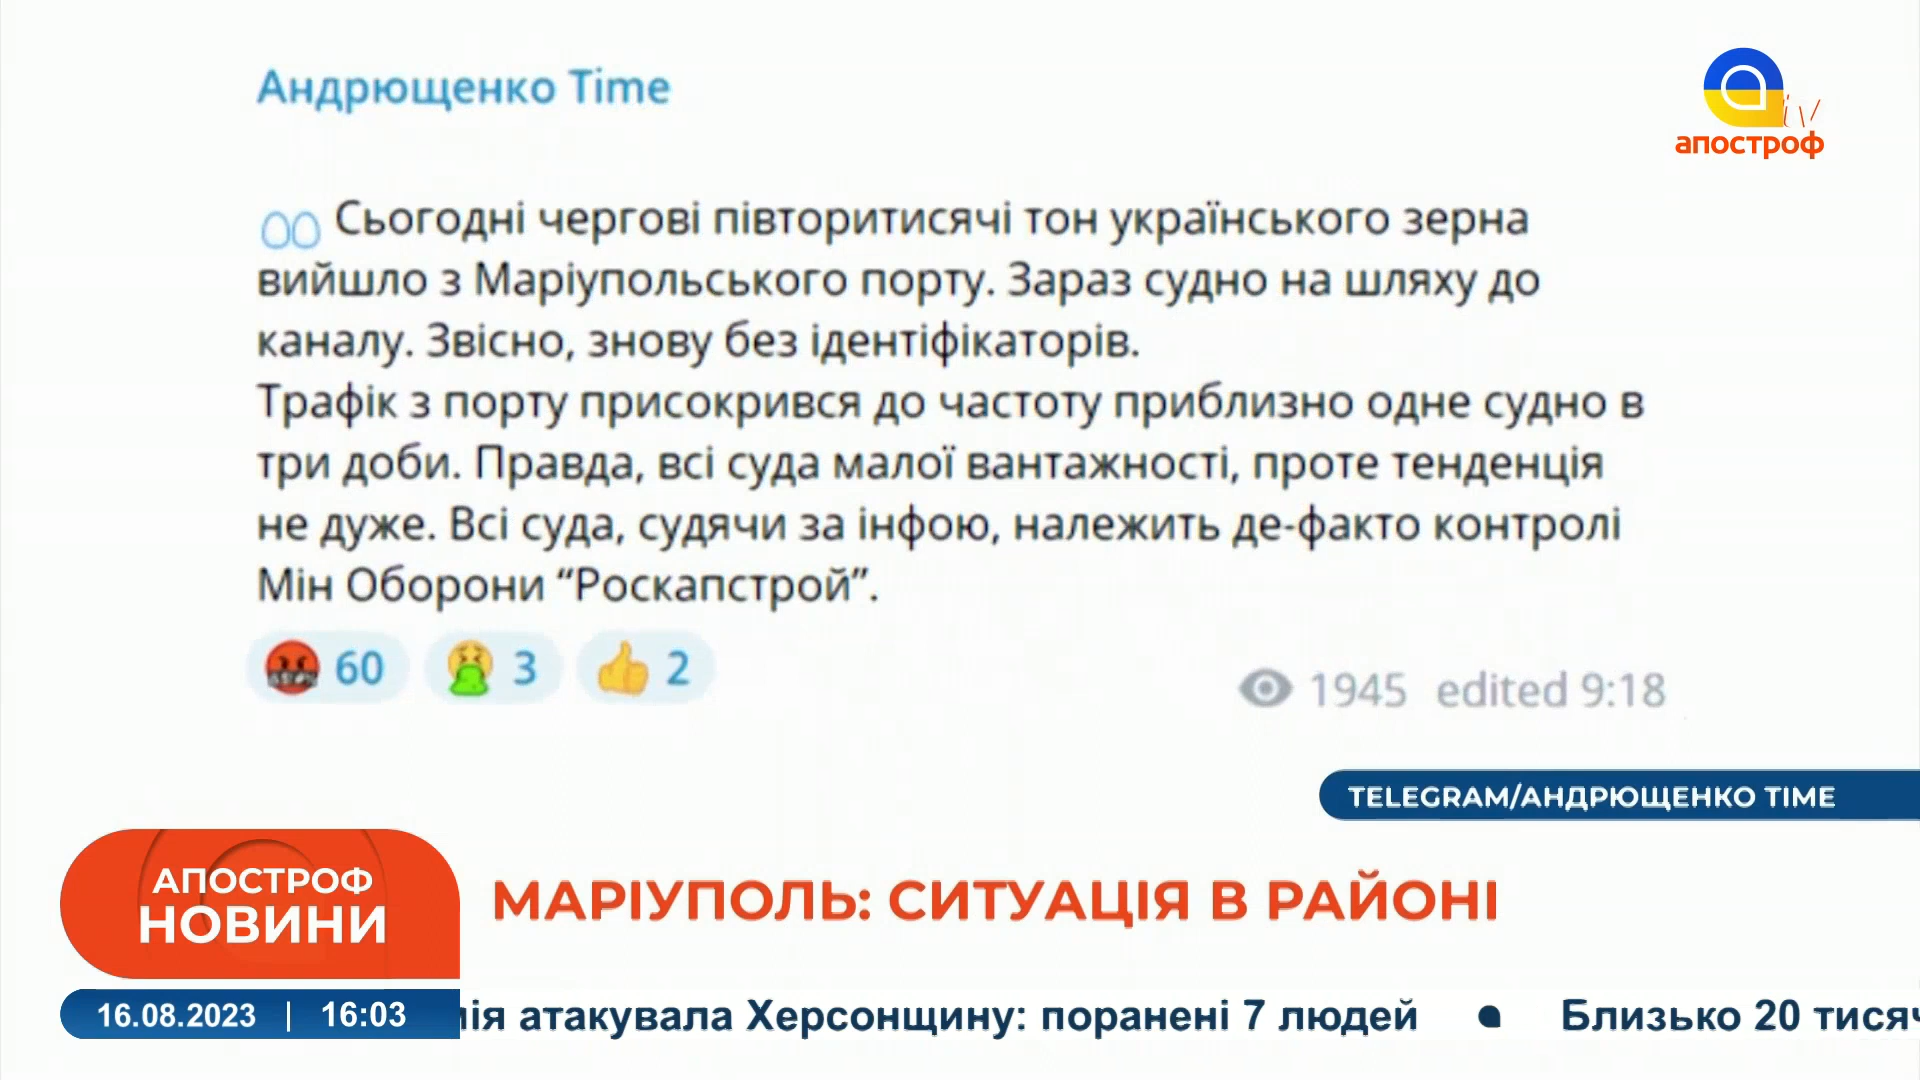 Андрющенко Time
tv
апостроф
Сьогодні чергові півторитисячі тон українського зерна
вийшло з Маріупольського порту. Зараз судно на шляху до
каналу. Звісно, знову без ідентіфікаторів.
Трафік з порту присокрився до частоту приблизно одне судно в
три доби. Правда, всі суда малої вантажності, проте тенденція
не дуже. Всі суда, судячи за інфою, належить де-факто контролі
Мін Оборони “Роскапстрой”.
60 3 2
1945 edited 9:18
TELEGRAM/АНДРЮЩЕНКО TIME
АПОСТРОФ
НОВИНИ
МАРІУПОЛЬ: СИТУАЦІЯ В РАЙОНІ
16.08.2023 | 16:03
атакувала Херсонщину: поранені 7 людей • Близько 20